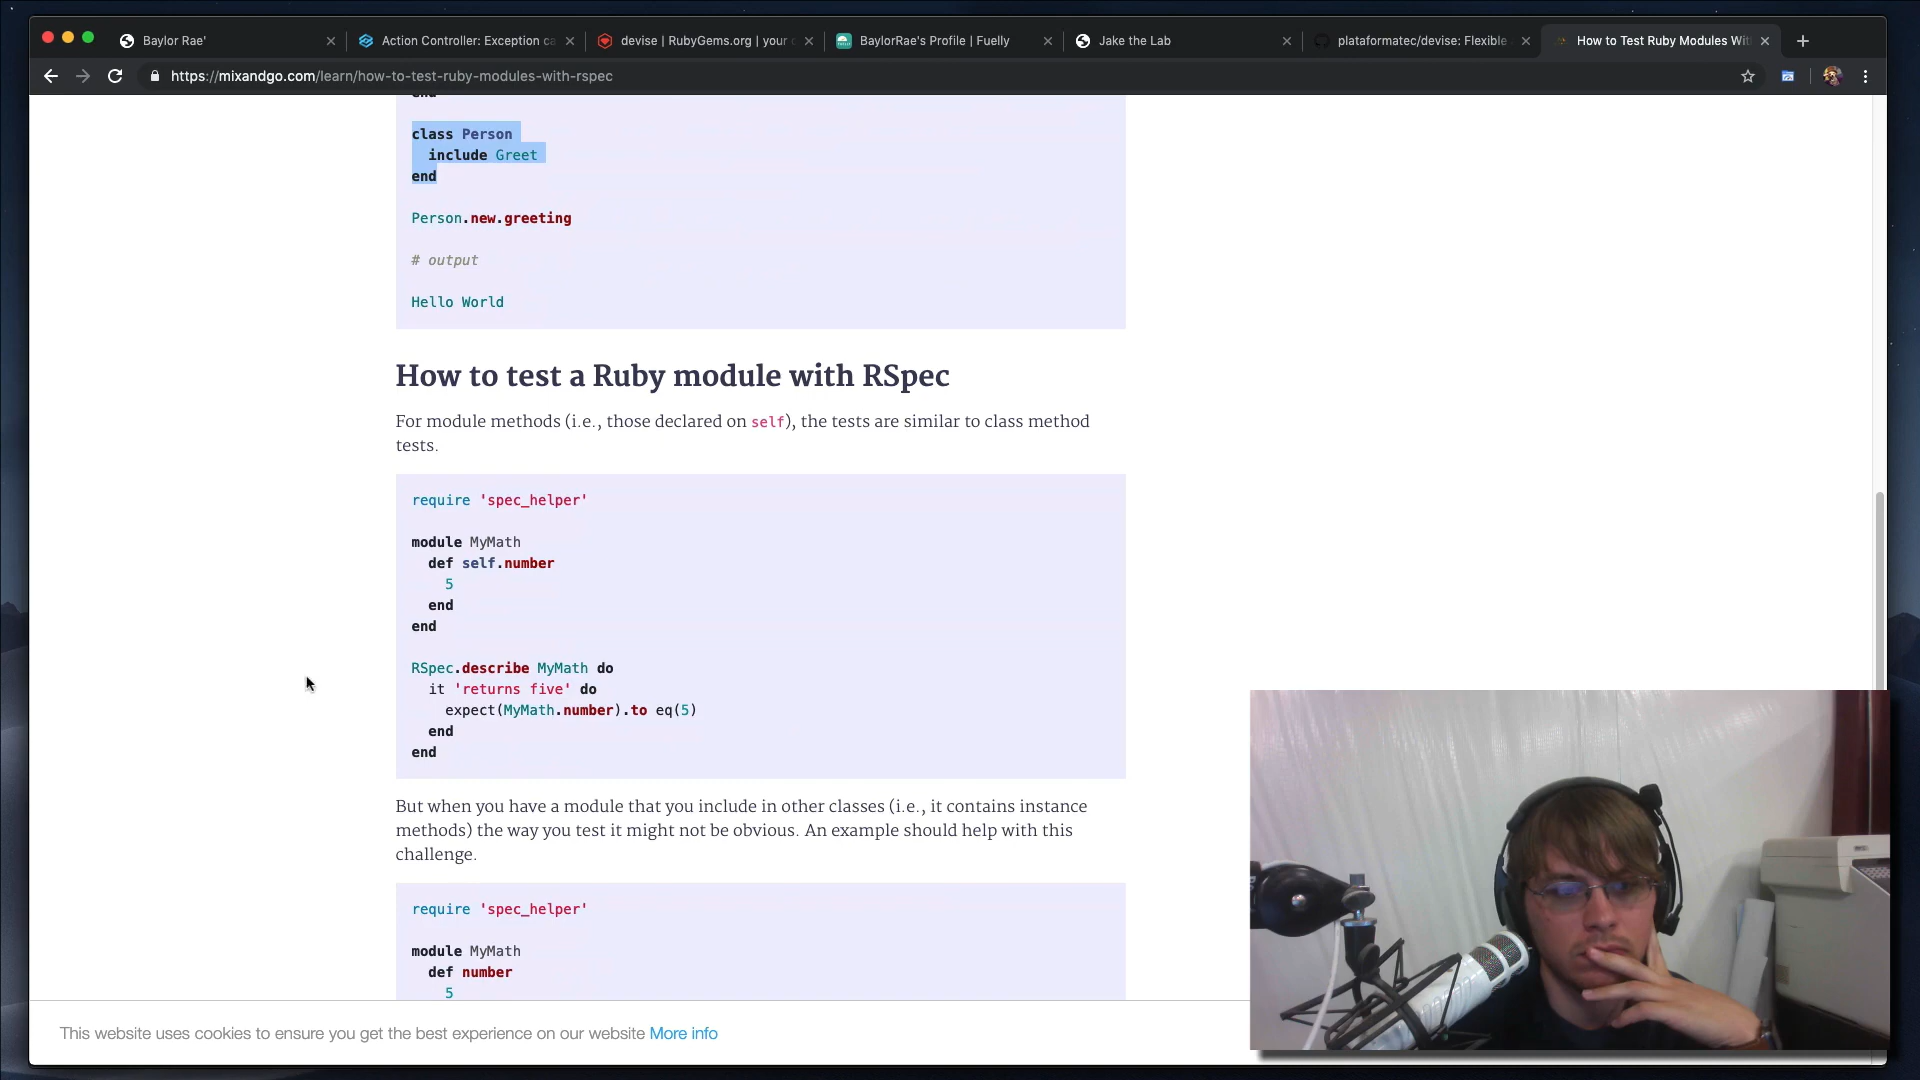 Baylor Rae'
Action Controller: Exception ca
devise | RubyGems.org | your c
BaylorRae's Profile | Fuelly
Jake the Lab
plataformatec/devise: Flexible
How to Test Ruby Modules Wit
https://mixandgo.com/learn/how-to-test-ruby-modules-with-rspec
end
class Person
include Greet
end
Person.new.greeting
# output
Hello World
How to test a Ruby module with RSpec
For module methods (i.e., those declared on self), the tests are similar to class method
tests.
require 'spec_helper'
module MyMath
def self.number
5
end
end
RSpec.describe MyMath do
it 'returns five' do
expect(MyMath.number).to eq(5)
end
end
But when you have a module that you include in other classes (i.e., it contains instance
methods) the way you test it might not be obvious. An example should help with this
challenge.
require 'spec_helper'
module MyMath
def number
5
This website uses cookies to ensure you get the best experience on our website More info